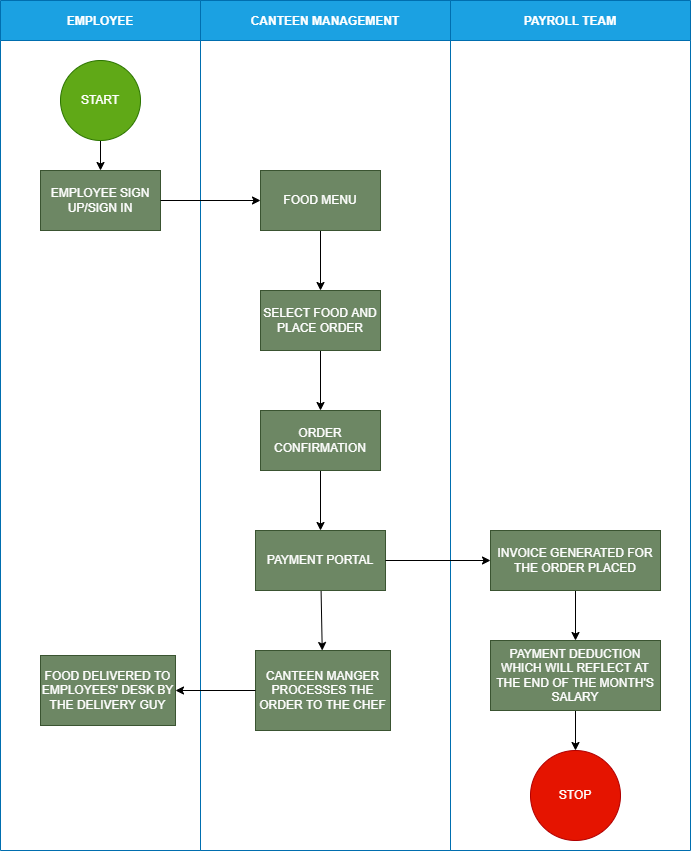 EMPLOYEE
CANTEEN MANAGEMENT
PAYROLL TEAM
START
EMPLOYEE SIGN
UP/SIGN IN
FOOD MENU
SELECT FOOD AND
PLACE ORDER
ORDER
CONFIRMATION
PAYMENT PORTAL
INVOICE GENERATED FOR
THE ORDER PLACED
FOOD DELIVERED TO
EMPLOYEES' DESK BY
THE DELIVERY GUY
CANTEEN MANGER
PROCESSES THE
ORDER TO THE CHEF
PAYMENT DEDUCTION
WHICH WILL REFLECT AT
THE END OF THE MONTH'S
SALARY
STOP